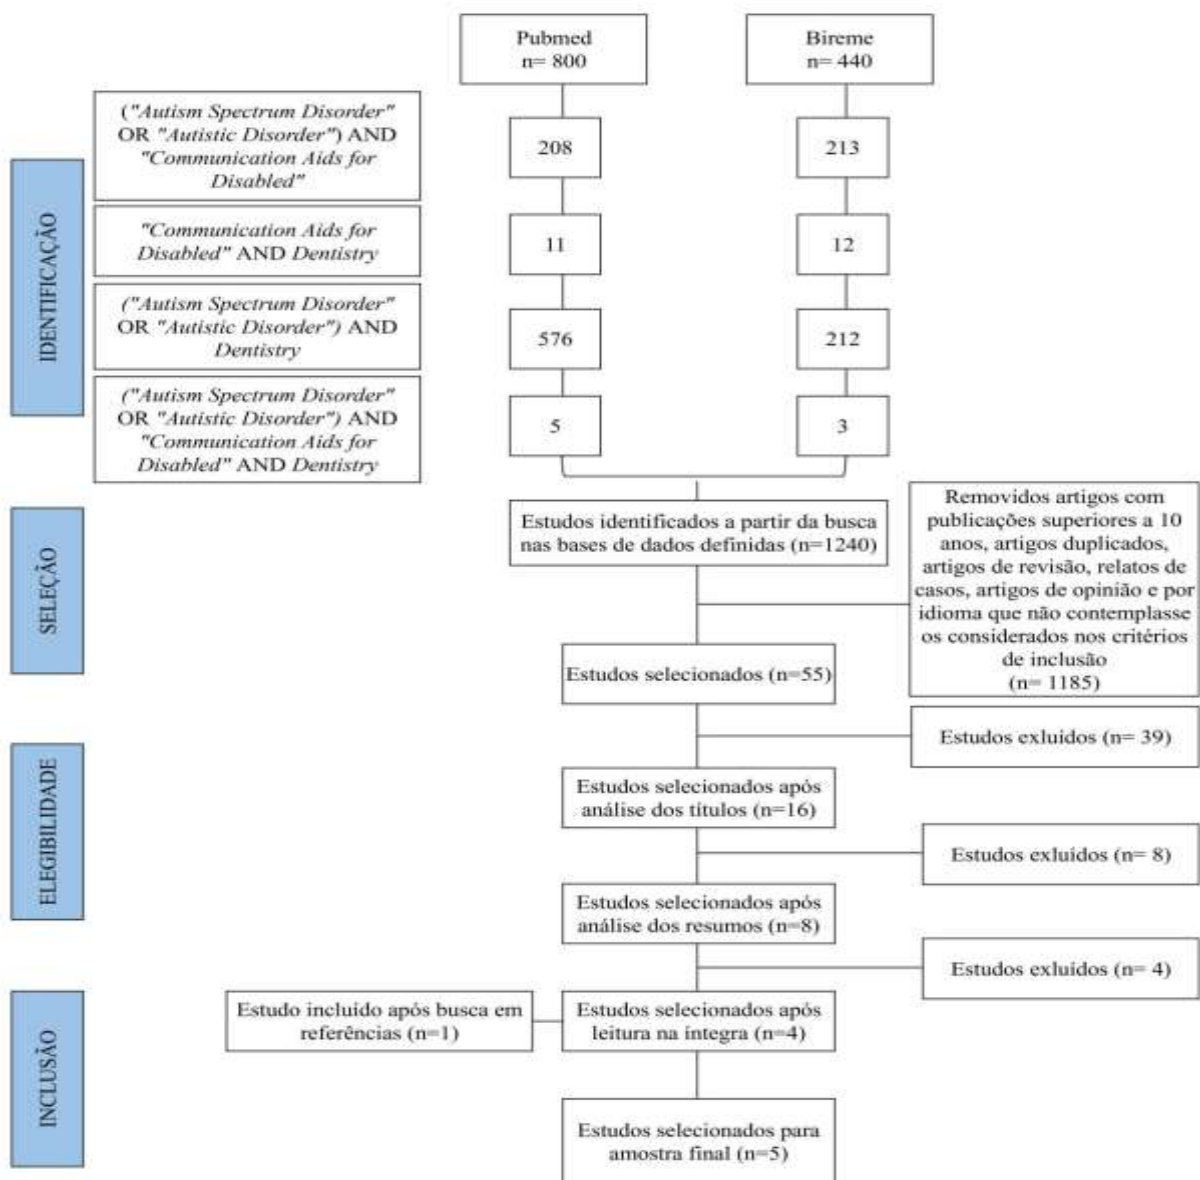 Pubmed
n= 800
Bireme
n= 440
IDENTIFICAÇÃO
("Autism Spectrum Disorder"
OR "Autistic Disorder") AND
"Communication Aids for
Disabled"
208
213
"Communication Aids for
Disabled" AND Dentistry
11
12
("Autism Spectrum Disorder"
OR "Autistic Disorder") AND
Dentistry
576
212
("Autism Spectrum Disorder"
OR "Autistic Disorder") AND
"Communication Aids for
Disabled" AND Dentistry
5
3
SELEÇÃO
Estudos identificados a partir da busca
nas bases de dados definidas (n=1240)
Removidos artigos com
publicações superiores a 10
anos, artigos duplicados,
artigos de revisão, relatos de
casos, artigos de opinião e por
idioma que não contemplasse
os considerados nos critérios
de inclusão
(n= 1185)
Estudos selecionados (n=55)
ELEGIBILIDADE
Estudos exluídos (n= 39)
Estudos selecionados após
análise dos títulos (n=16)
Estudos exluídos (n= 8)
Estudos selecionados após
análise dos resumos (n=8)
Estudos exluídos (n= 4)
INCLUSÃO
Estudo incluído após busca em
referências (n=1)
Estudos selecionados após
leitura na íntegra (n=4)
Estudos selecionados para
amostra final (n=5)